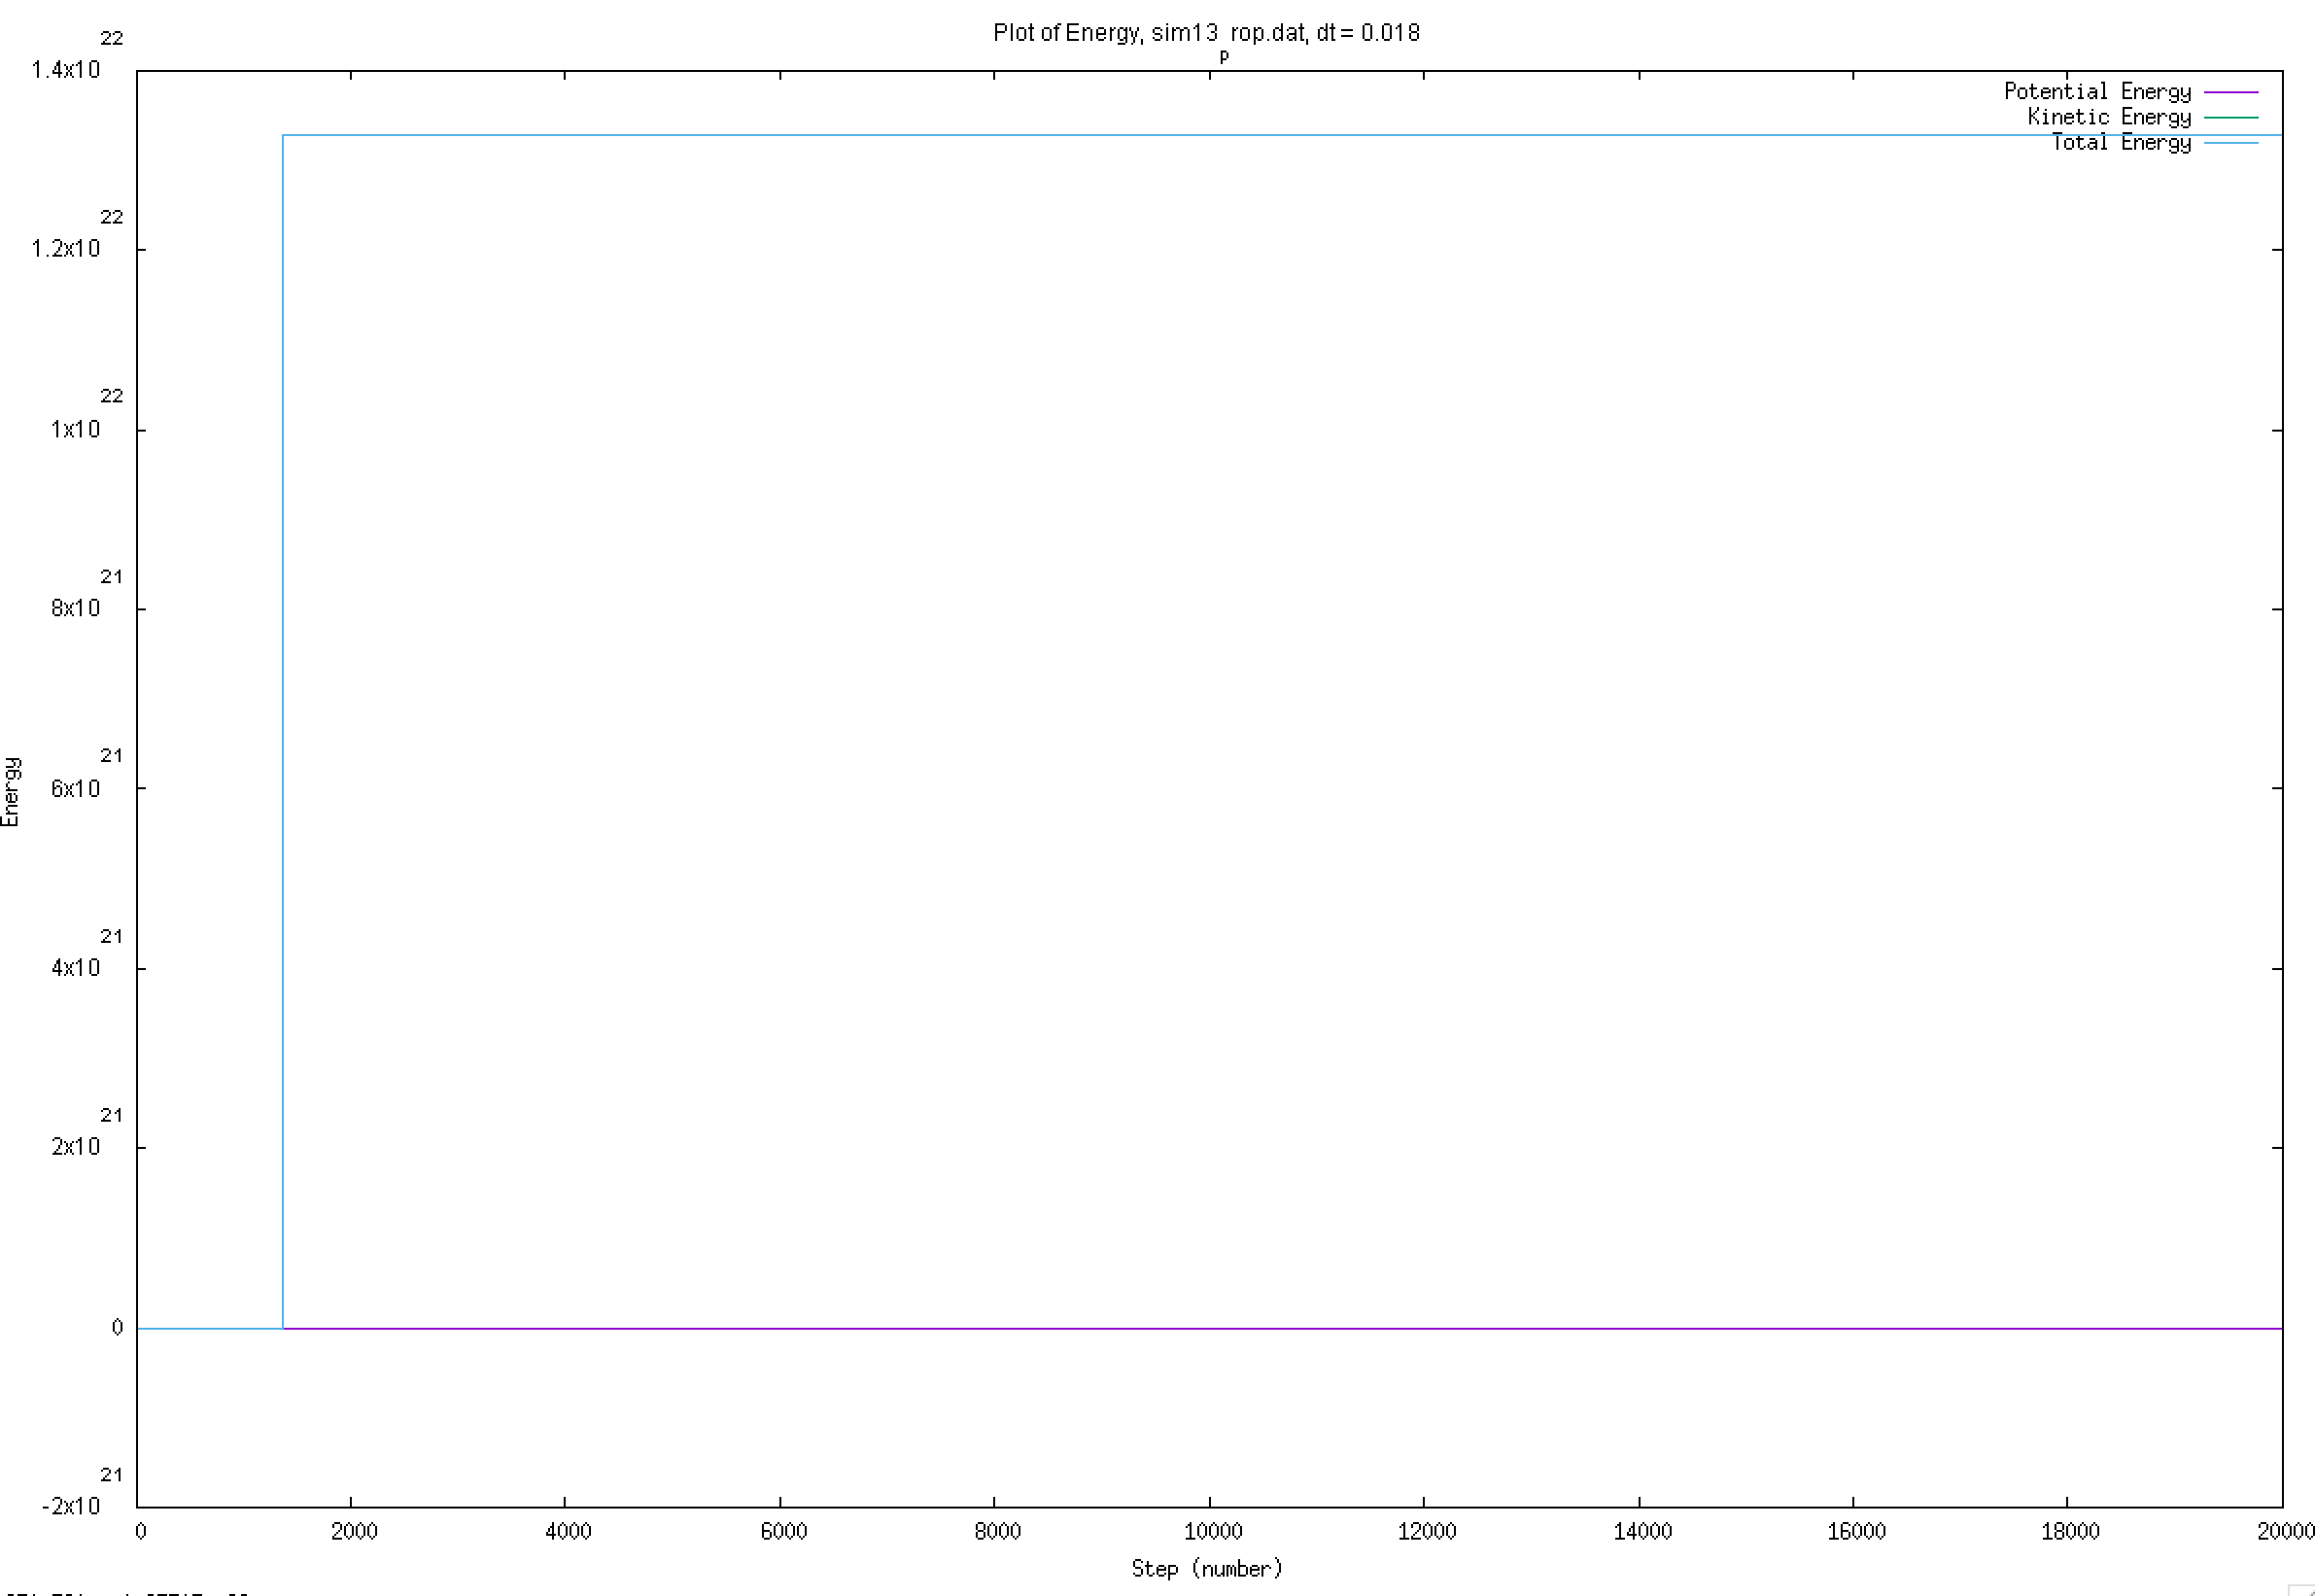 Plot of Energy, sim13 rop.dat, dt = 0.018
p
22
1.4x10
Potential Energy
Kinetic Energy
Total Energy
22
1.2x10
22
1x10
21
8x10
21
6x10
Energy
21
4x10
21
2x10
0
21
-2x10
0 2000 4000 6000 8000 10000 12000 14000 16000 18000 20000
Step (number)